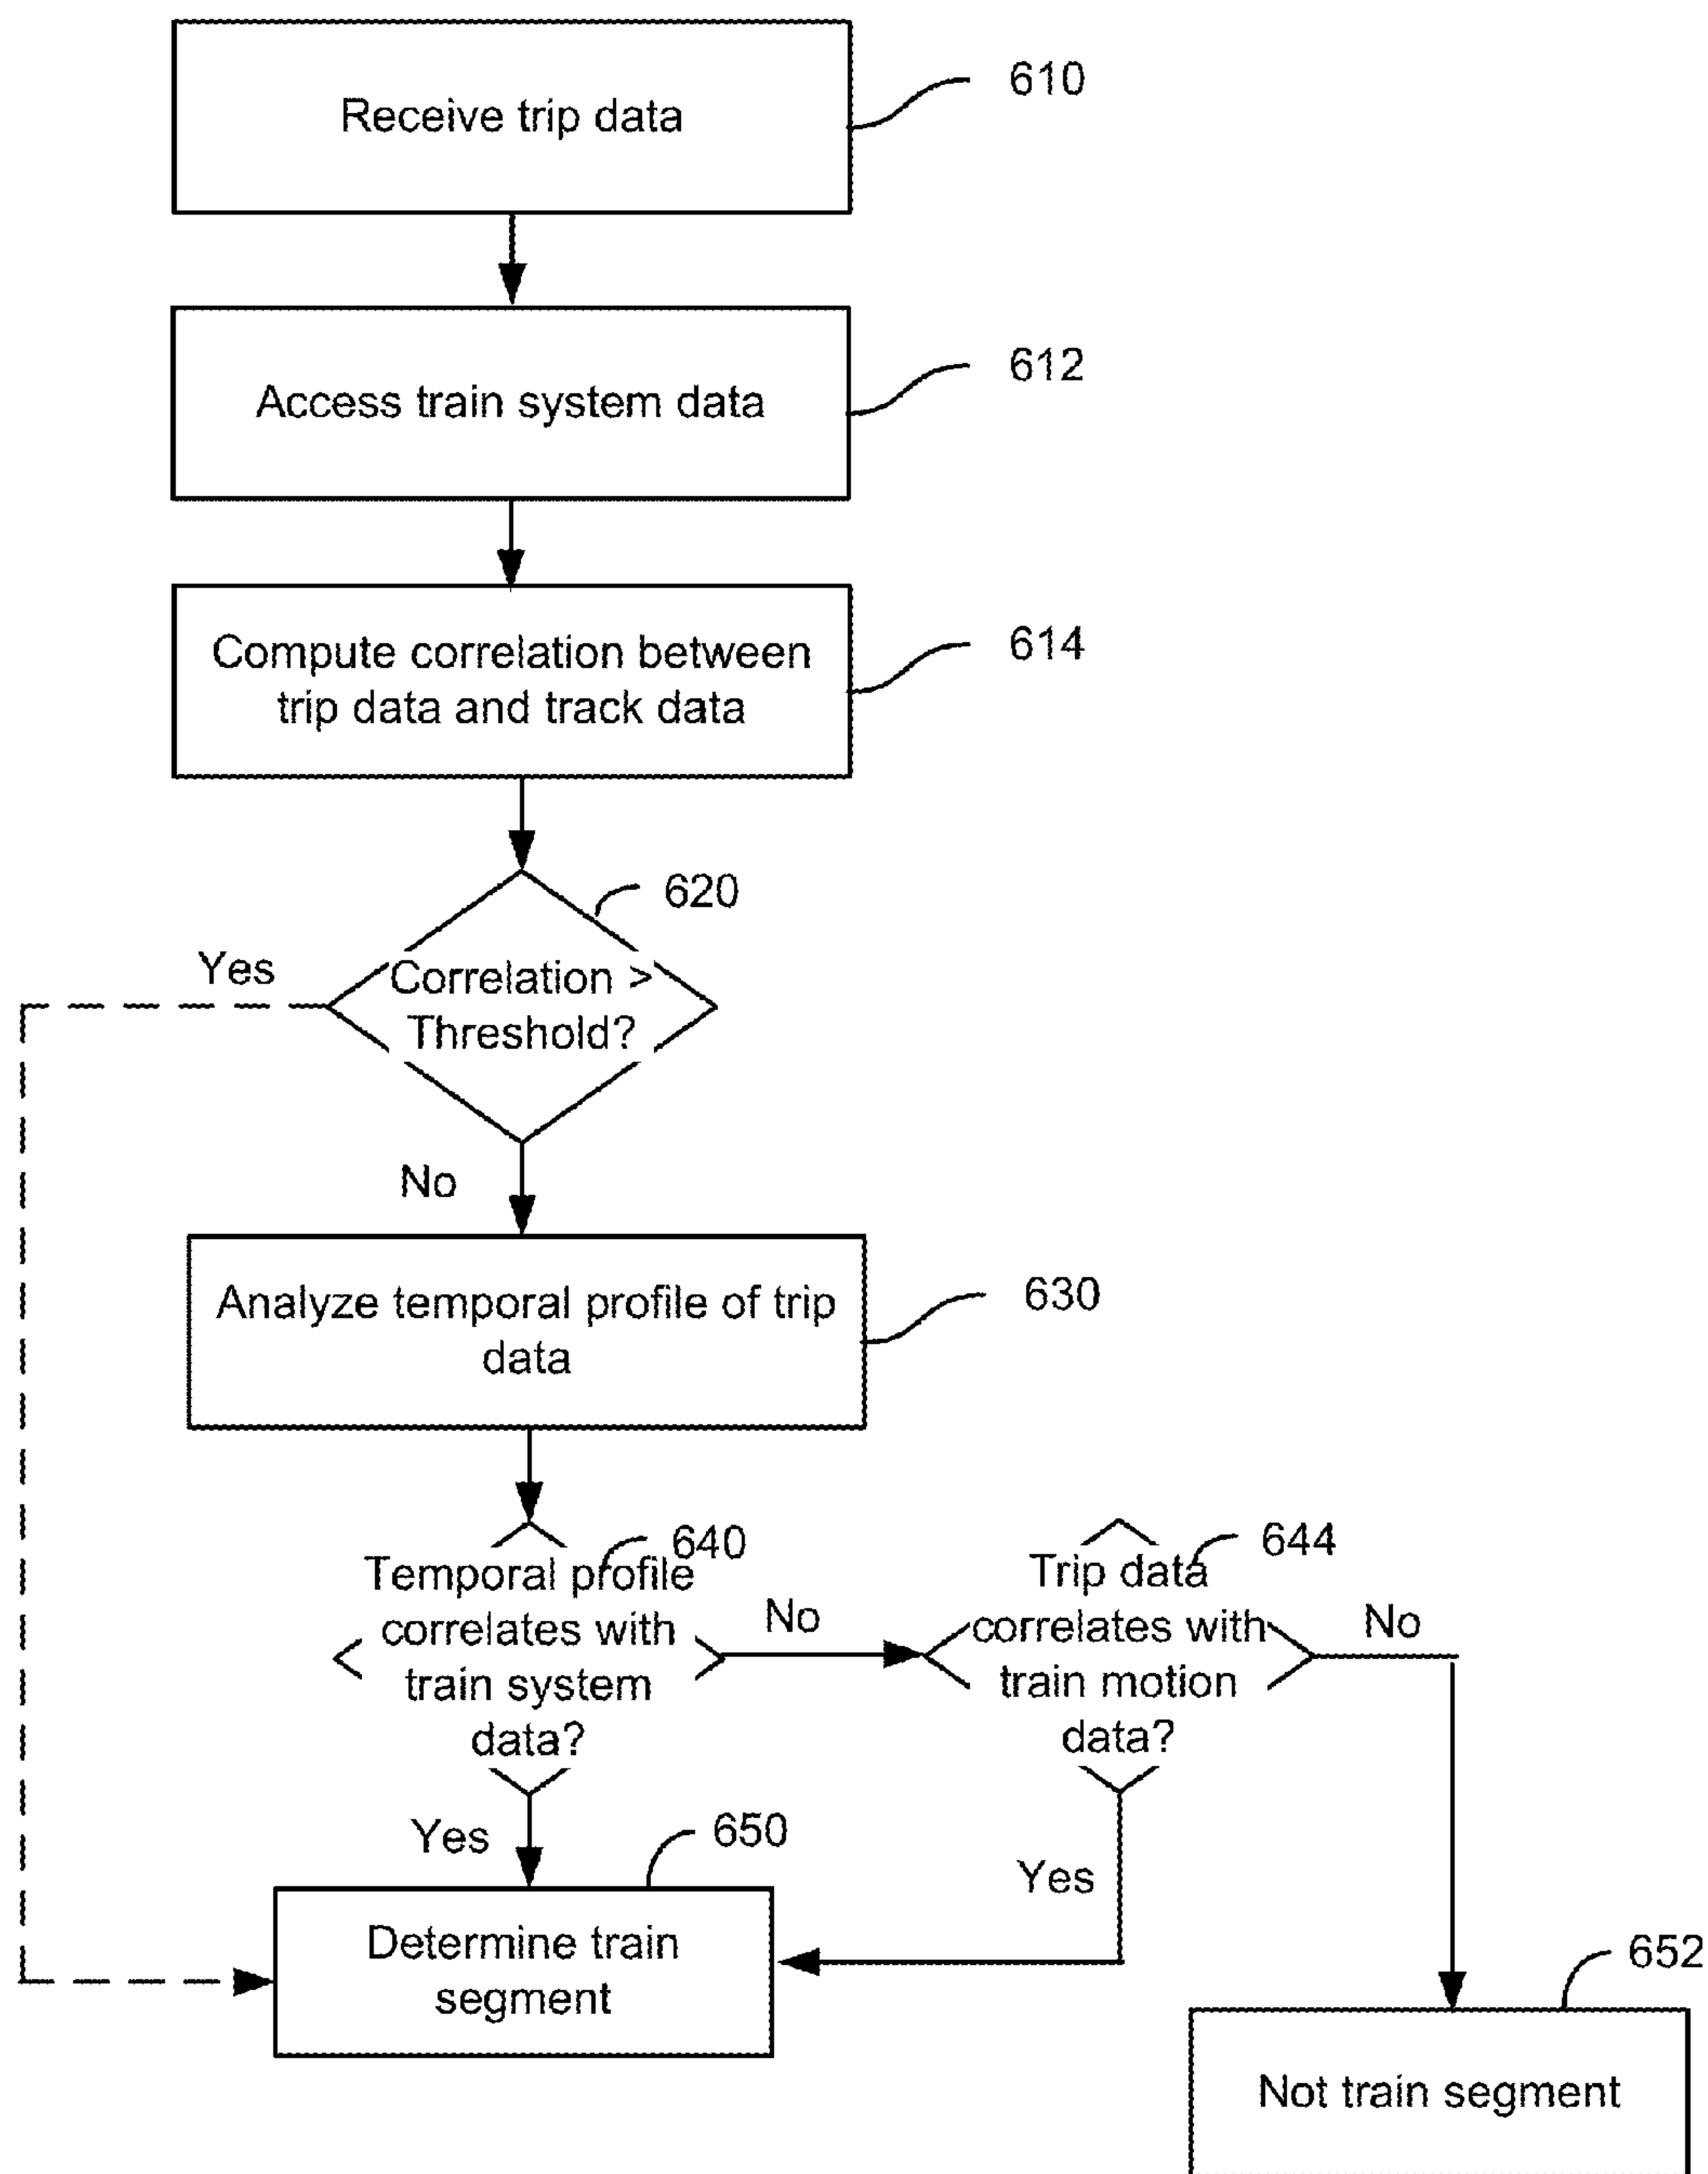 Receive trip data
610
Access train system data
612
Compute correlation between
trip data and track data
614
620
Yes
Correlation >
Threshold?
No
Analyze temporal profile of trip
data
630
640
Temporal profile
correlates with
train system
data?
No
644
Trip data
correlates with
train motion
data?
No
Yes
650
Yes
Determine train
segment
652
Not train segment